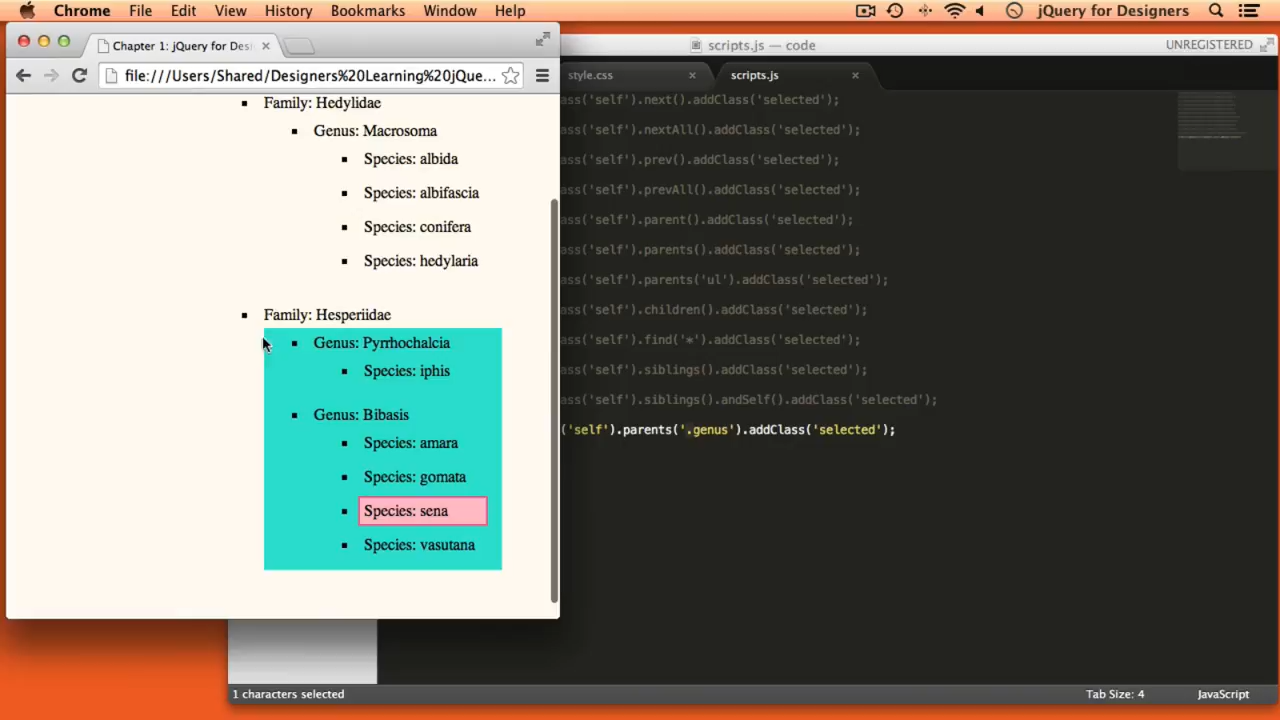 Chrome File Edit View History Bookmarks Window Help jQuery for Designers
Chapter 1: jQuery for Desi
scripts.js — code
UNREGISTERED
file:///Users/Shared/Designers%20Learning%20jQue...
style.css
scripts.js
Family: Hedylidae
Genus: Macrosoma
Species: albida
Species: albifascia
Species: conifera
Species: hedylaria
Family: Hesperiidae
Genus: Pyrrhochalcia
Species: iphis
Genus: Bibasis
Species: amara
Species: gomata
Species: sena
Species: vasutana
ass('self').next().addClass('selected');
ass('self').nextAll().addClass('selected');
ass('self').prev().addClass('selected');
ass('self').prevAll().addClass('selected');
ass('self').parent().addClass('selected');
ass('self').parents().addClass('selected');
ass('self').parents('ul').addClass('selected');
ass('self').children().addClass('selected');
ass('self').find('*').addClass('selected');
ass('self').siblings().addClass('selected');
ass('self').siblings().andSelf().addClass('selected');
('self').parents('.genus').addClass('selected');
1 characters selected
Tab Size: 4
JavaScript